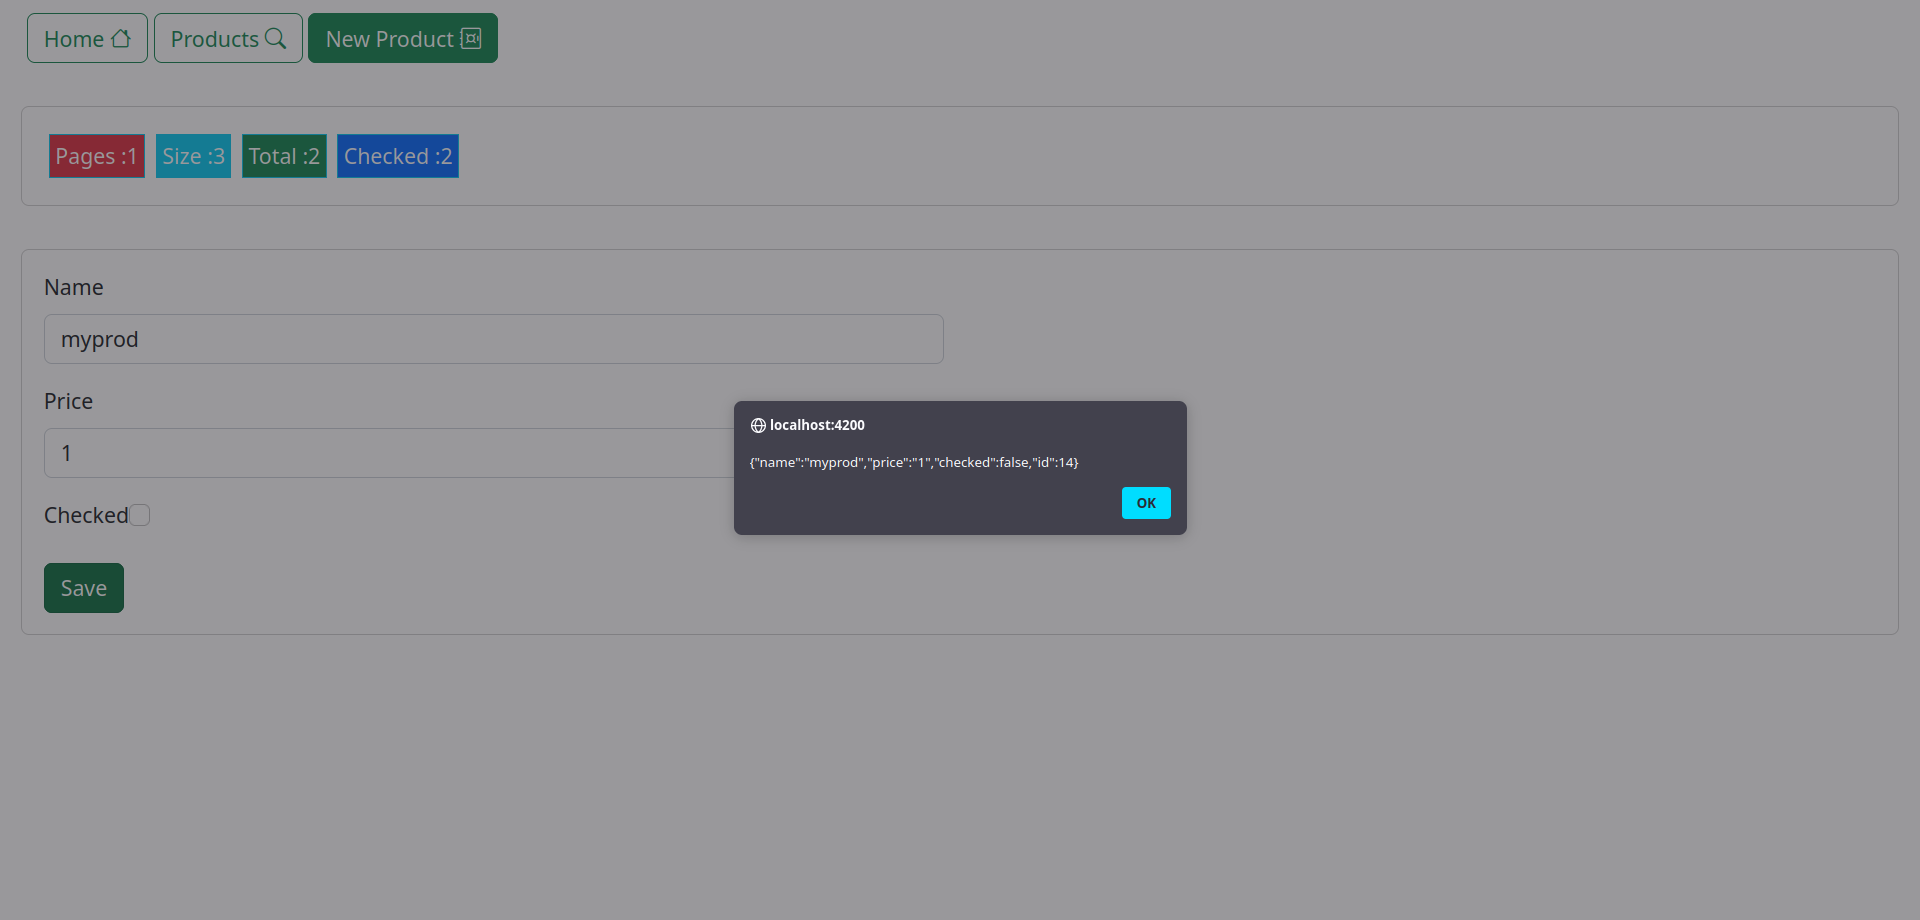 Home Products New Product
Pages :1 Size :3 Total :2 Checked :2
Name
myprod
Price
1
Checked
Save
localhost:4200
{"name":"myprod","price":"1","checked":false,"id":14}
OK